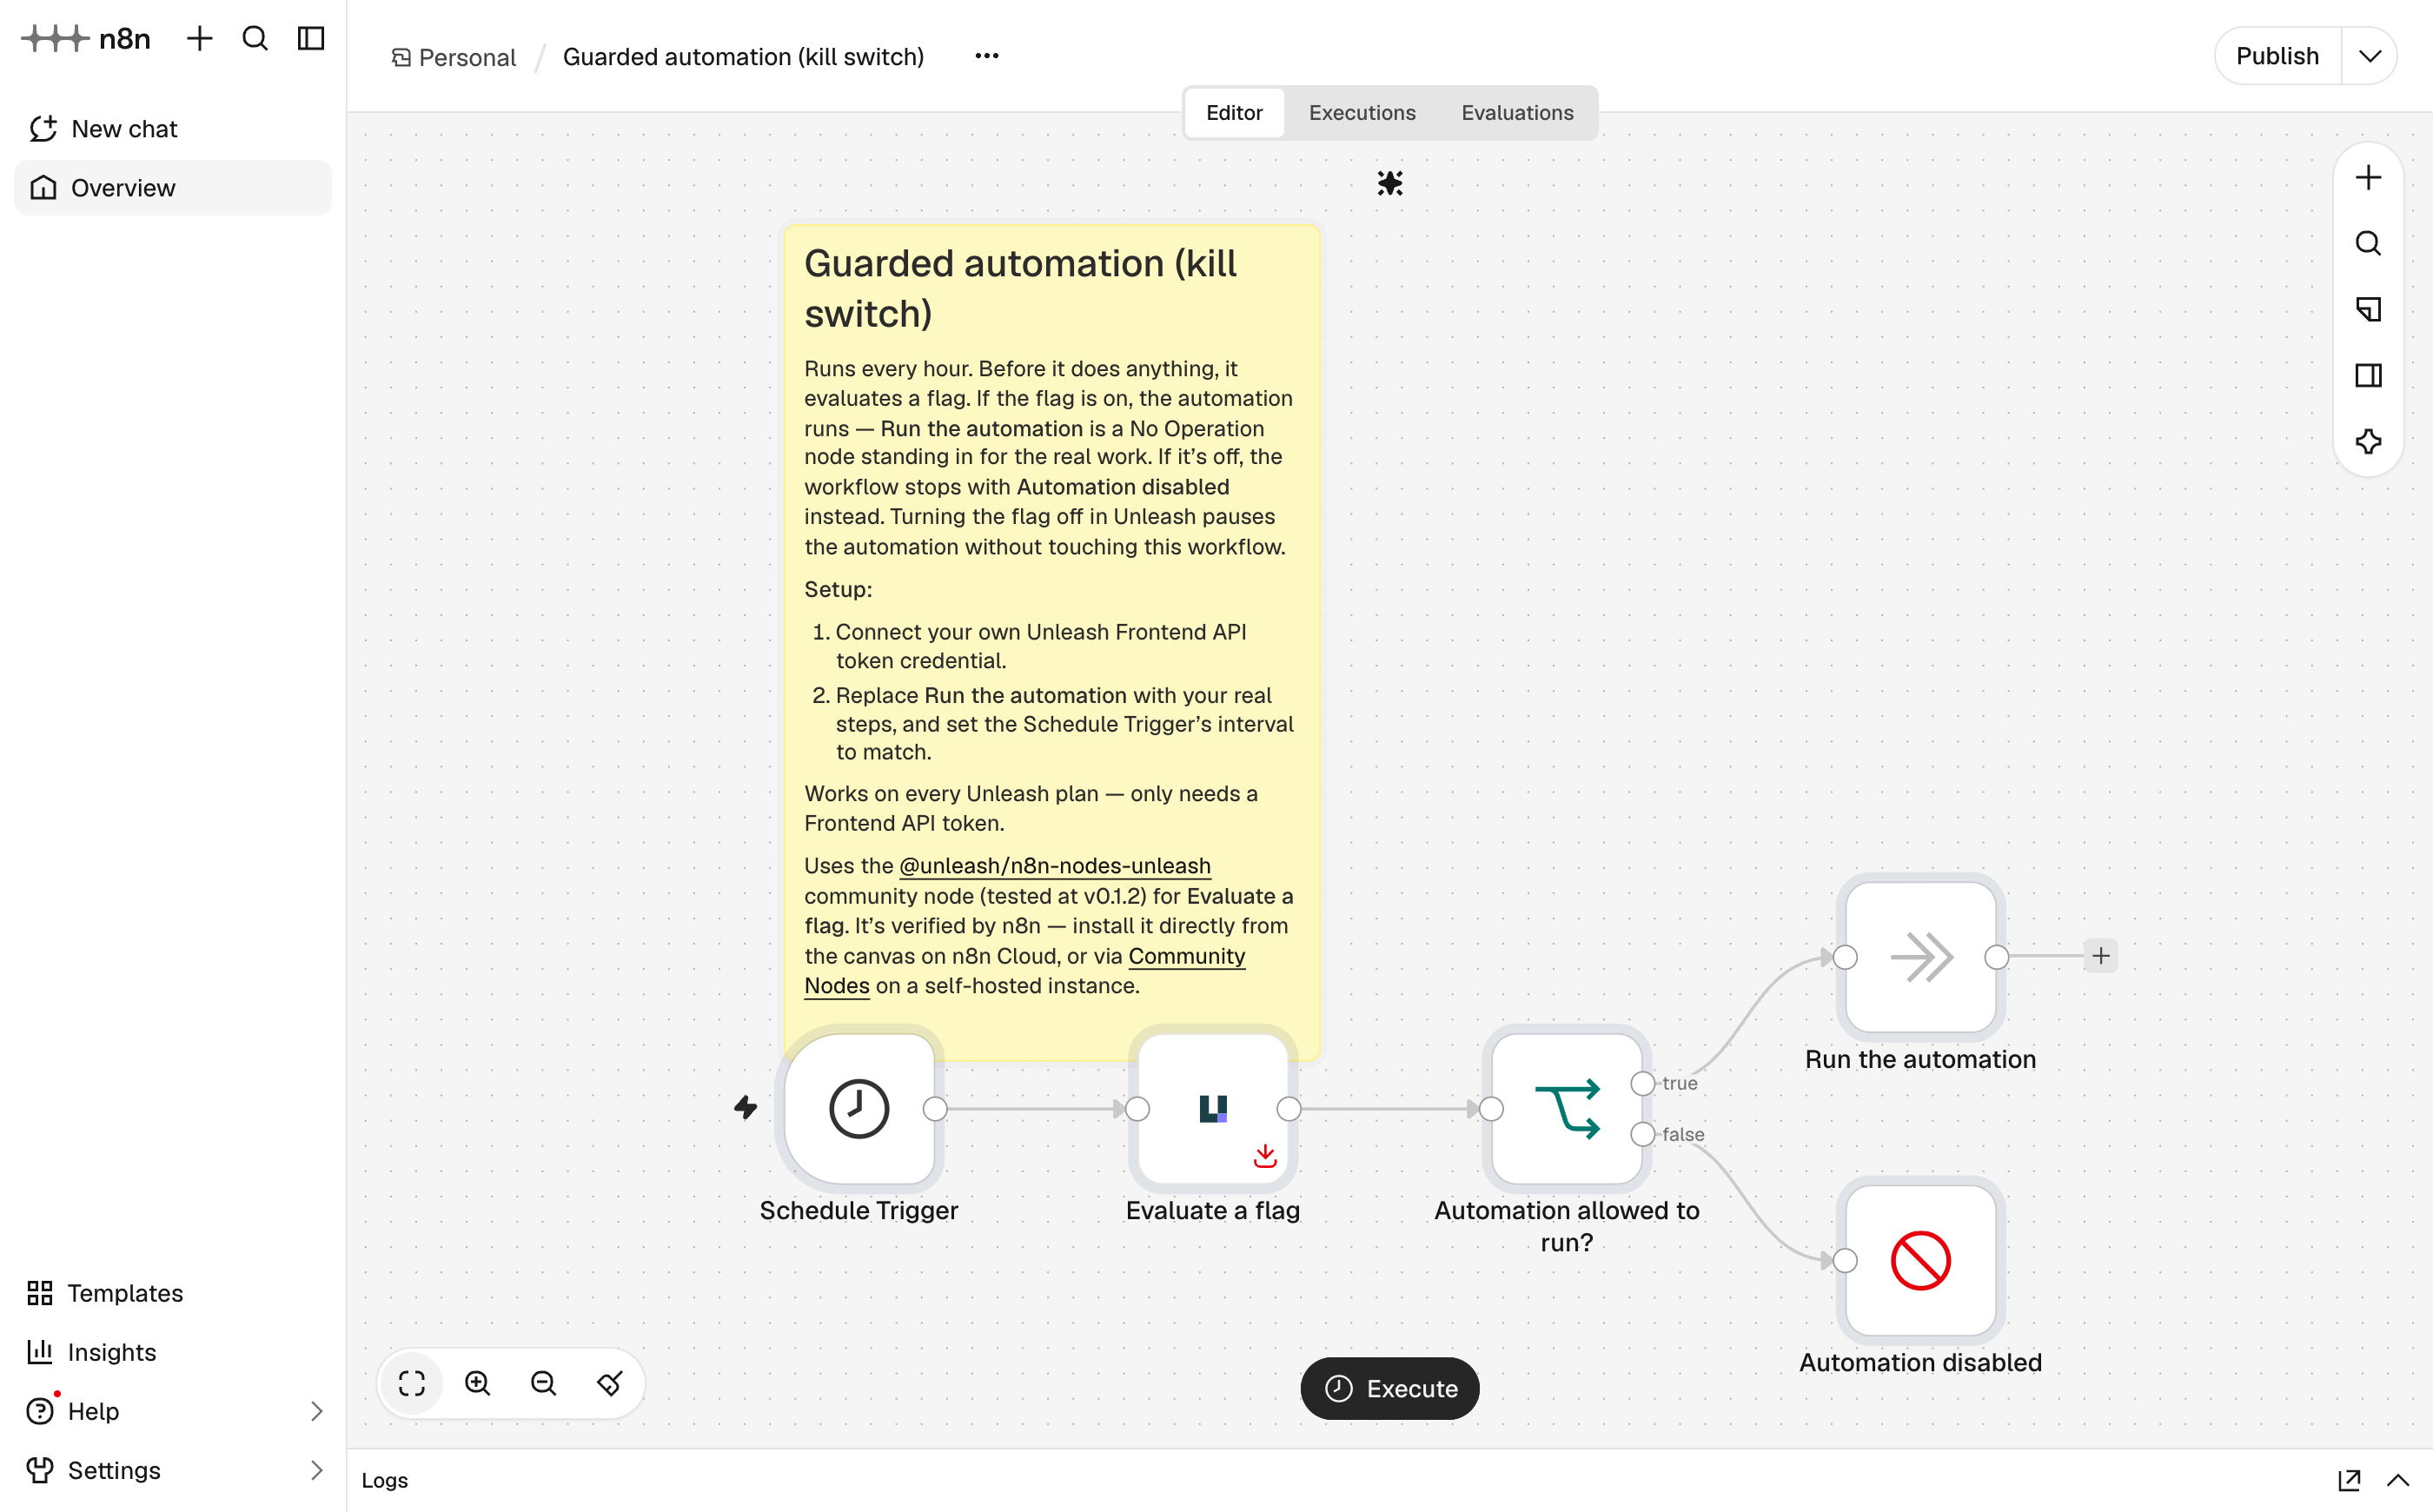 n8n
Personal / Guarded automation (kill switch)
Publish
Editor
Executions
Evaluations
New chat
Overview
Guarded automation (kill
switch)
Runs every hour. Before it does anything, it
evaluates a flag. If the flag is on, the automation
runs — Run the automation is a No Operation
node standing in for the real work. If it’s off, the
workflow stops with Automation disabled
instead. Turning the flag off in Unleash pauses
the automation without touching this workflow.
Setup:
1. Connect your own Unleash Frontend API
token credential.
2. Replace Run the automation with your real
steps, and set the Schedule Trigger’s interval
to match.
Works on every Unleash plan — only needs a
Frontend API token.
Uses the @unleash/n8n-nodes-unleash
community node (tested at v0.1.2) for Evaluate a
flag. It’s verified by n8n — install it directly from
the canvas on n8n Cloud, or via Community
Nodes on a self-hosted instance.
Schedule Trigger
Evaluate a flag
Automation allowed to
run?
true
false
Run the automation
Automation disabled
Templates
Insights
Help
Settings
Execute
Logs